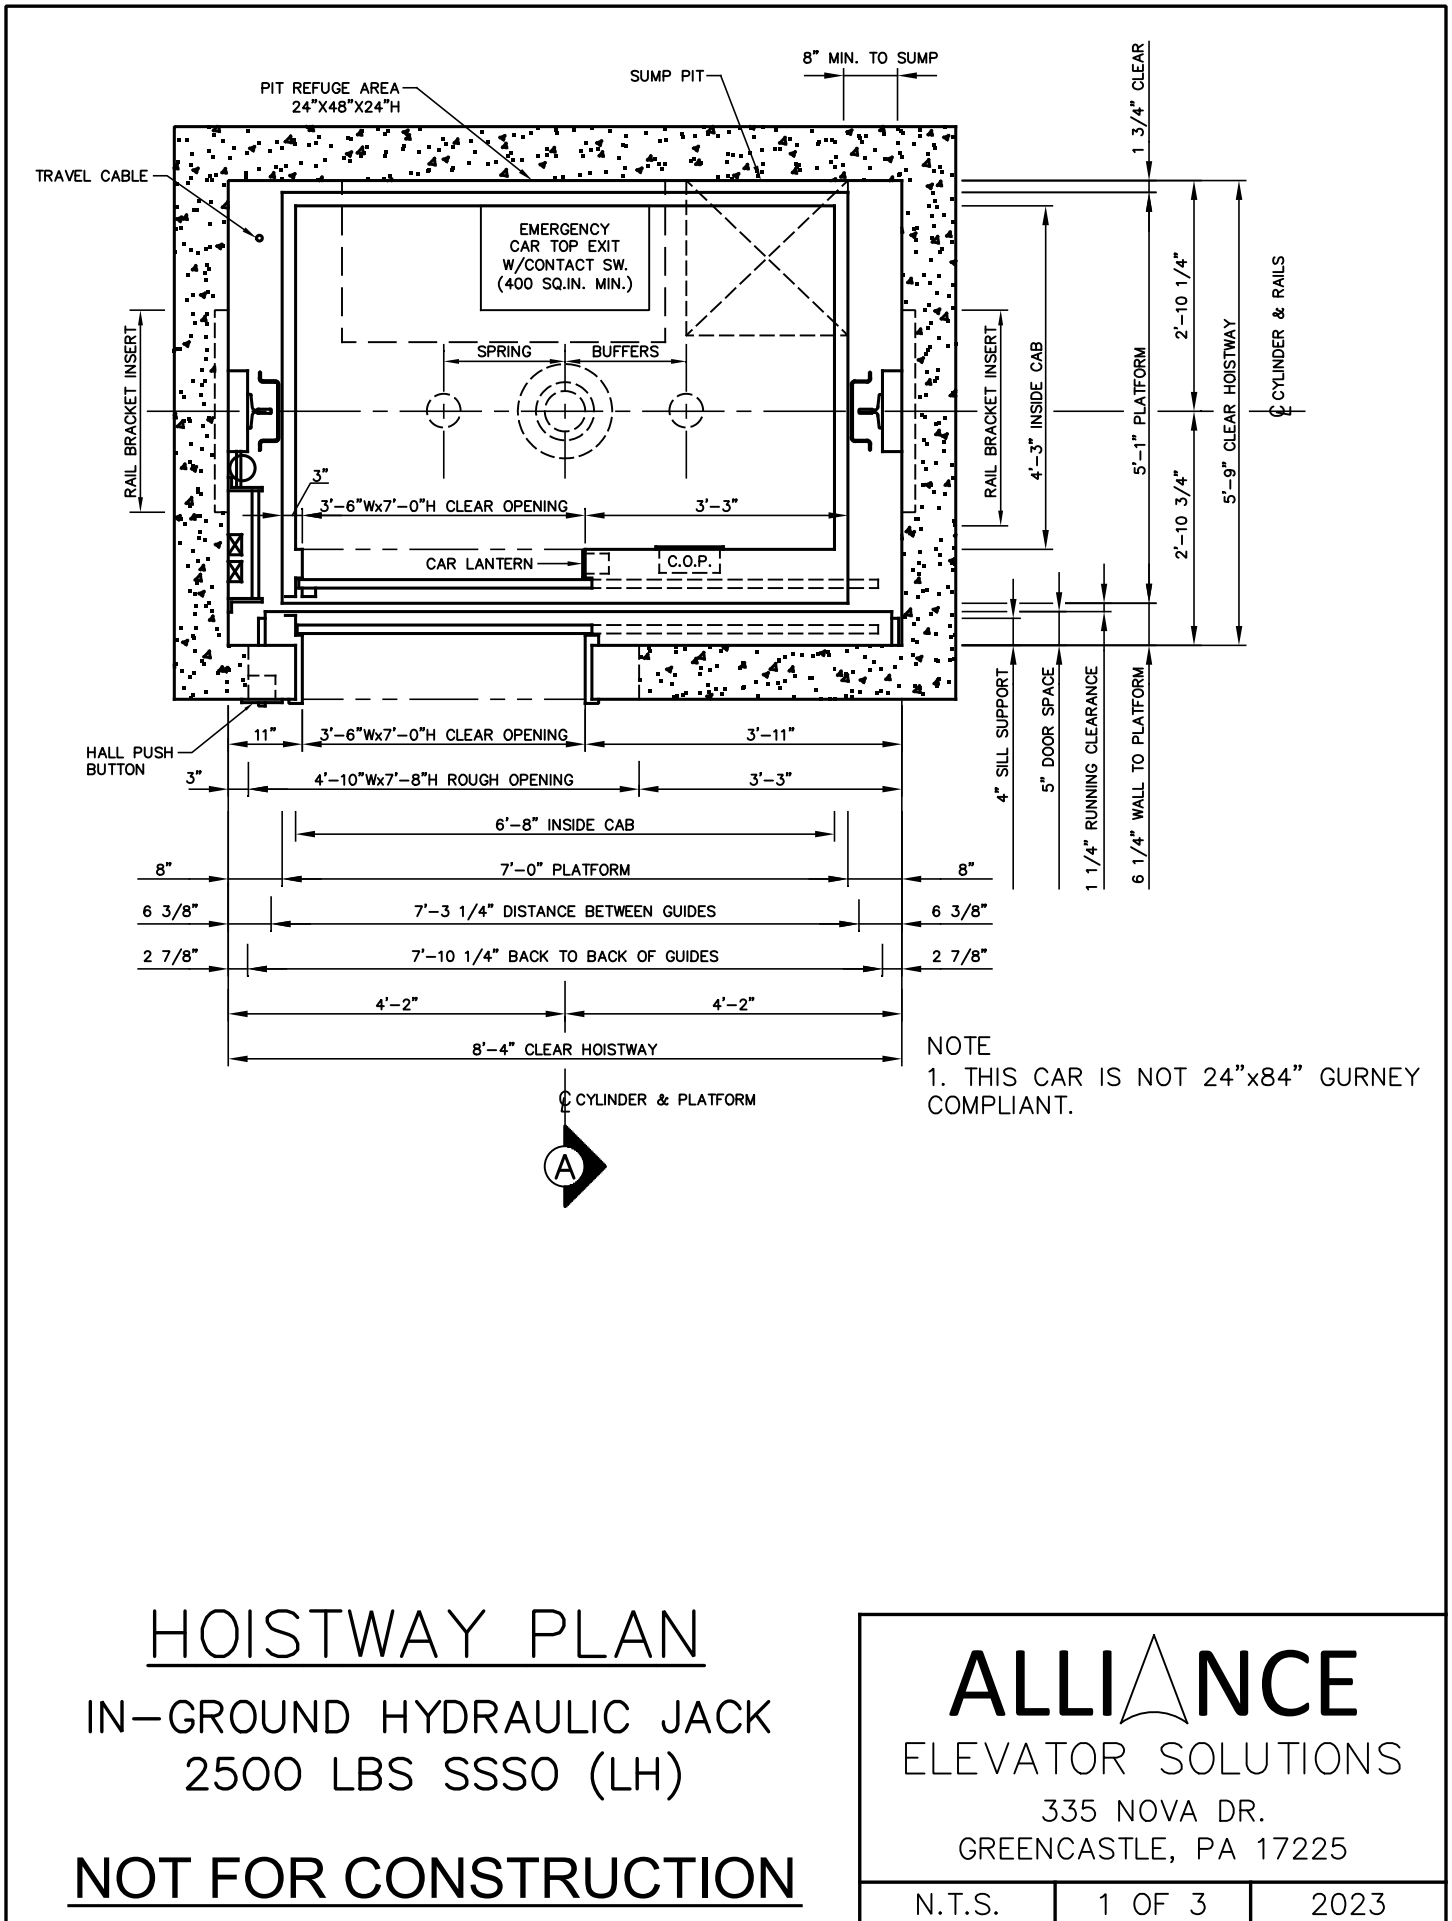 8" MIN. TO SUMP
SUMP PIT
PIT REFUGE AREA
24"X48"X24"H
1 3/4" CLEAR
TRAVEL CABLE
EMERGENCY
CAR TOP EXIT
W/CONTACT SW.
(400 SQ.IN. MIN.)
RAIL BRACKET INSERT
SPRING
BUFFERS
RAIL BRACKET INSERT
4'-3" INSIDE CAB
5'-1" PLATFORM
2'-10 1/4"
2'-10 3/4"
5'-9" CLEAR HOISTWAY
℄ CYLINDER & RAILS
3"
3'-6"Wx7'-0"H CLEAR OPENING
3'-3"
CAR LANTERN
C.O.P.
4" SILL SUPPORT
5" DOOR SPACE
1 1/4" RUNNING CLEARANCE
6 1/4" WALL TO PLATFORM
HALL PUSH
BUTTON
11"
3'-6"Wx7'-0"H CLEAR OPENING
3'-11"
3"
4'-10"Wx7'-8"H ROUGH OPENING
3'-3"
6'-8" INSIDE CAB
8"
7'-0" PLATFORM
8"
6 3/8"
7'-3 1/4" DISTANCE BETWEEN GUIDES
6 3/8"
2 7/8"
7'-10 1/4" BACK TO BACK OF GUIDES
2 7/8"
4'-2"
4'-2"
8'-4" CLEAR HOISTWAY
℄ CYLINDER & PLATFORM
A
NOTE
1. THIS CAR IS NOT 24"x84" GURNEY
COMPLIANT.
HOISTWAY PLAN
IN-GROUND HYDRAULIC JACK
2500 LBS SSSO (LH)
NOT FOR CONSTRUCTION
ALLIANCE
ELEVATOR SOLUTIONS
335 NOVA DR.
GREENCASTLE, PA 17225
N.T.S.
1 OF 3
2023